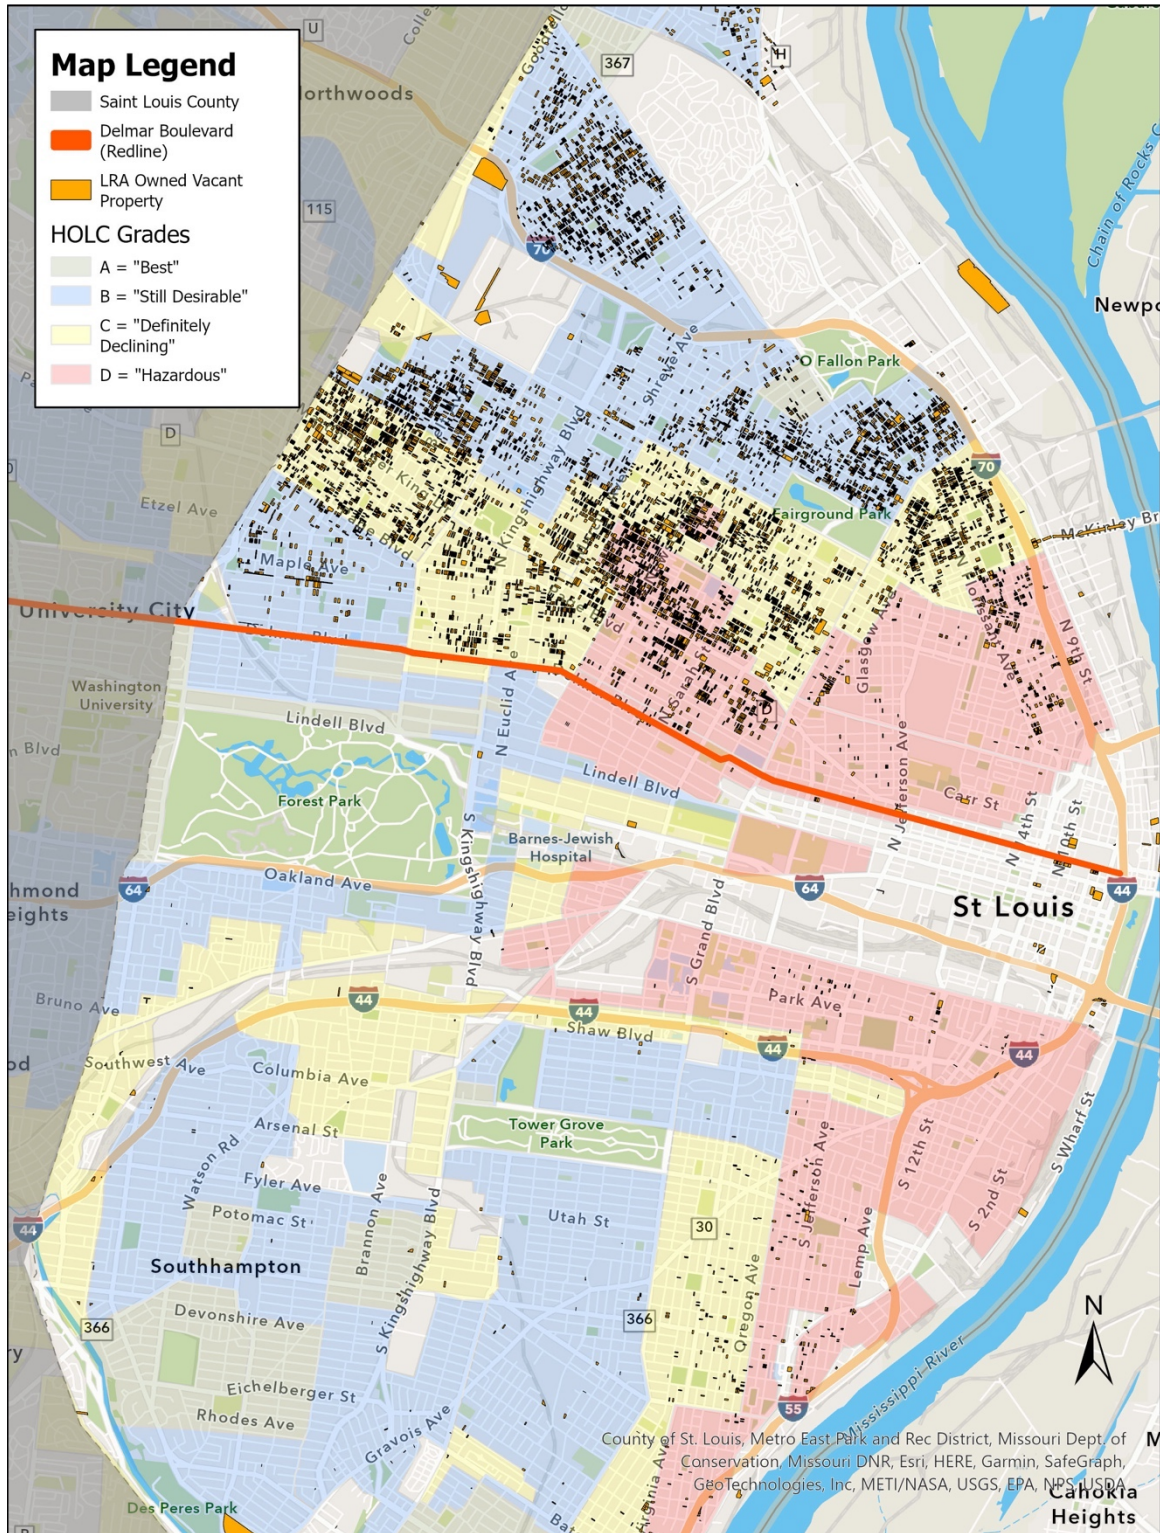 Map Legend
Saint Louis County
Delmar Boulevard
(Redline)
LRA Owned Vacant
Property
HOLC Grades
A = "Best"
B = "Still Desirable"
C = "Definitely
Declining"
D = "Hazardous"
U
367
H
115
70
Chain of Rocks
Shreve Ave
O Fallon Park
D
N Kingshighway Blvd
70
Etzel Ave
Fairground Park
Maple Ave
University City
Glasgow Ave
N 9th St
Washington
University
N Euclid Ave
N Sarah St
D
Lindell Blvd
Lindell Blvd
Forest Park
N Jefferson Ave
Carr St
N 14th St
N 10th St
S Kingshighway Blvd
Barnes-Jewish
Hospital
Oakland Ave
64
64
44
St Louis
S Grand Blvd
Bruno Ave
44
44
Park Ave
Shaw Blvd
44
44
Southwest Ave
Columbia Ave
Arsenal St
Tower Grove
Park
S Wharf St
Watson Rd
Fyler Ave
S Jefferson Ave
S 12th St
Brannon Ave
S Kingshighway Blvd
Potomac St
Utah St
30
S 2nd St
44
Lemp Ave
Southhampton
Oregon Ave
N
366
Devonshire Ave
366
Eichelberger St
Rhodes Ave
Gravois Ave
55
Mississippi River
County of St. Louis, Metro East Park and Rec District, Missouri Dept. of
Conservation, Missouri DNR, Esri, HERE, Garmin, SafeGraph,
GeoTechnologies, Inc, METI/NASA, USGS, EPA, NPS, USDA
Cahokia
Heights
Des Peres Park